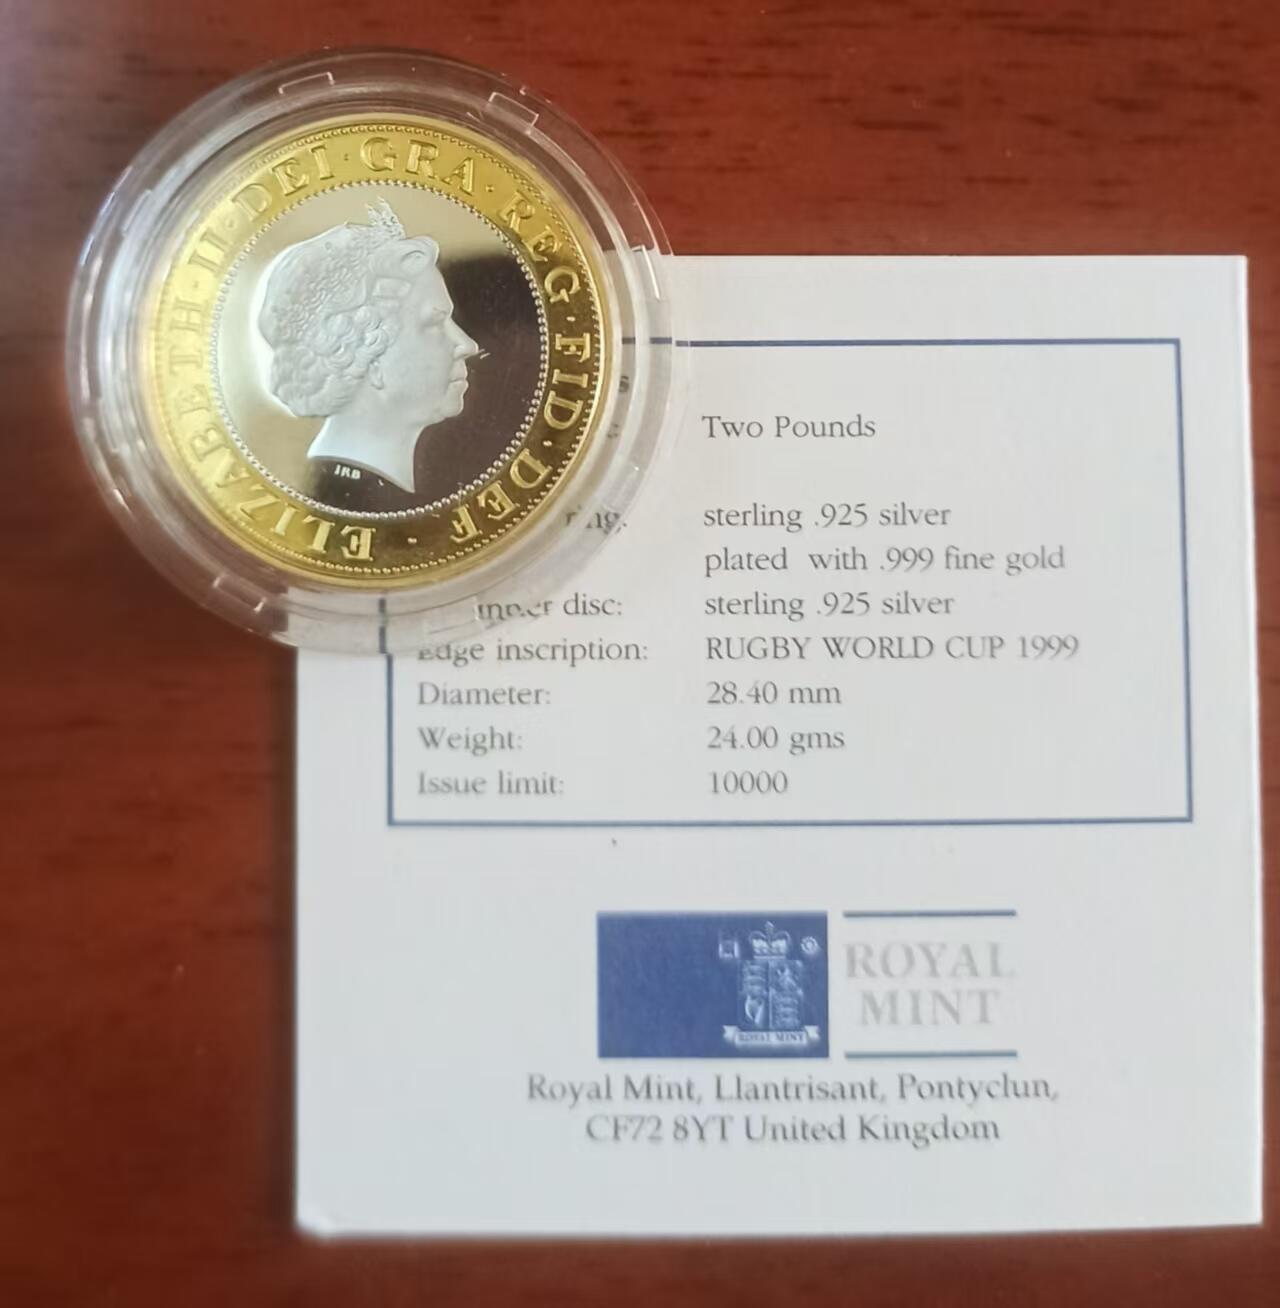 ELIZABETH·II·DEI·GRA·REG·FID·DEF·
IRB
Two Pounds
sterling .925 silver
plated with .999 fine gold
inner disc: sterling .925 silver
Edge inscription: RUGBY WORLD CUP 1999
Diameter: 28.40 mm
Weight: 24.00 gms
Issue limit: 10000
ROYAL MINT
ROYAL
MINT
Royal Mint, Llantrisant, Pontyclun,
CF72 8YT United Kingdom